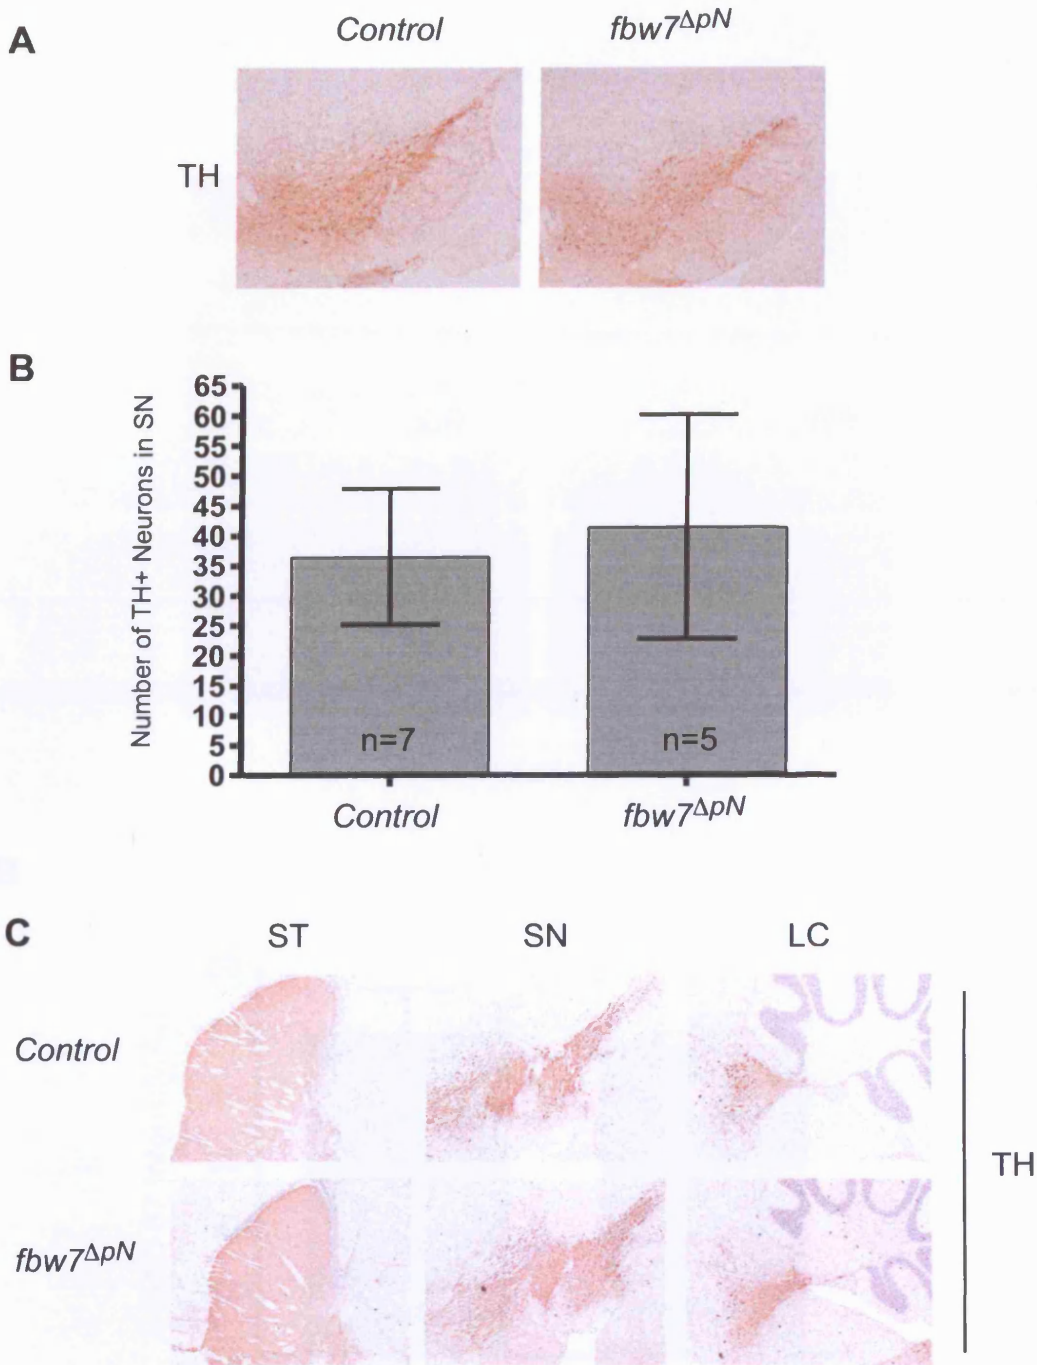 A
Control fbw7ΔpN
TH
B
Number of TH+ Neurons in SN
65
60
55
50
45
40
35
30
25
20
15
10
5
0
n=7 n=5
Control fbw7ΔpN
C
ST SN LC
Control
TH
fbw7ΔpN